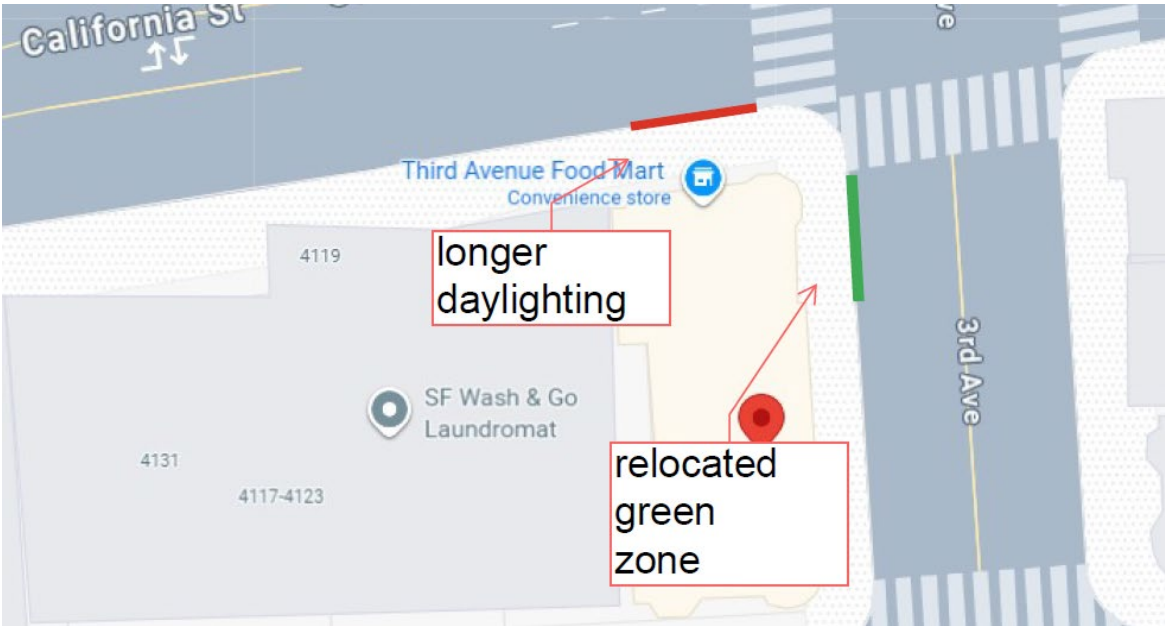 California St
Ave
Third Avenue Food Mart
Convenience store
4119
longer
daylighting
3rd Ave
SF Wash & Go
Laundromat
4131
4117-4123
relocated
green
zone